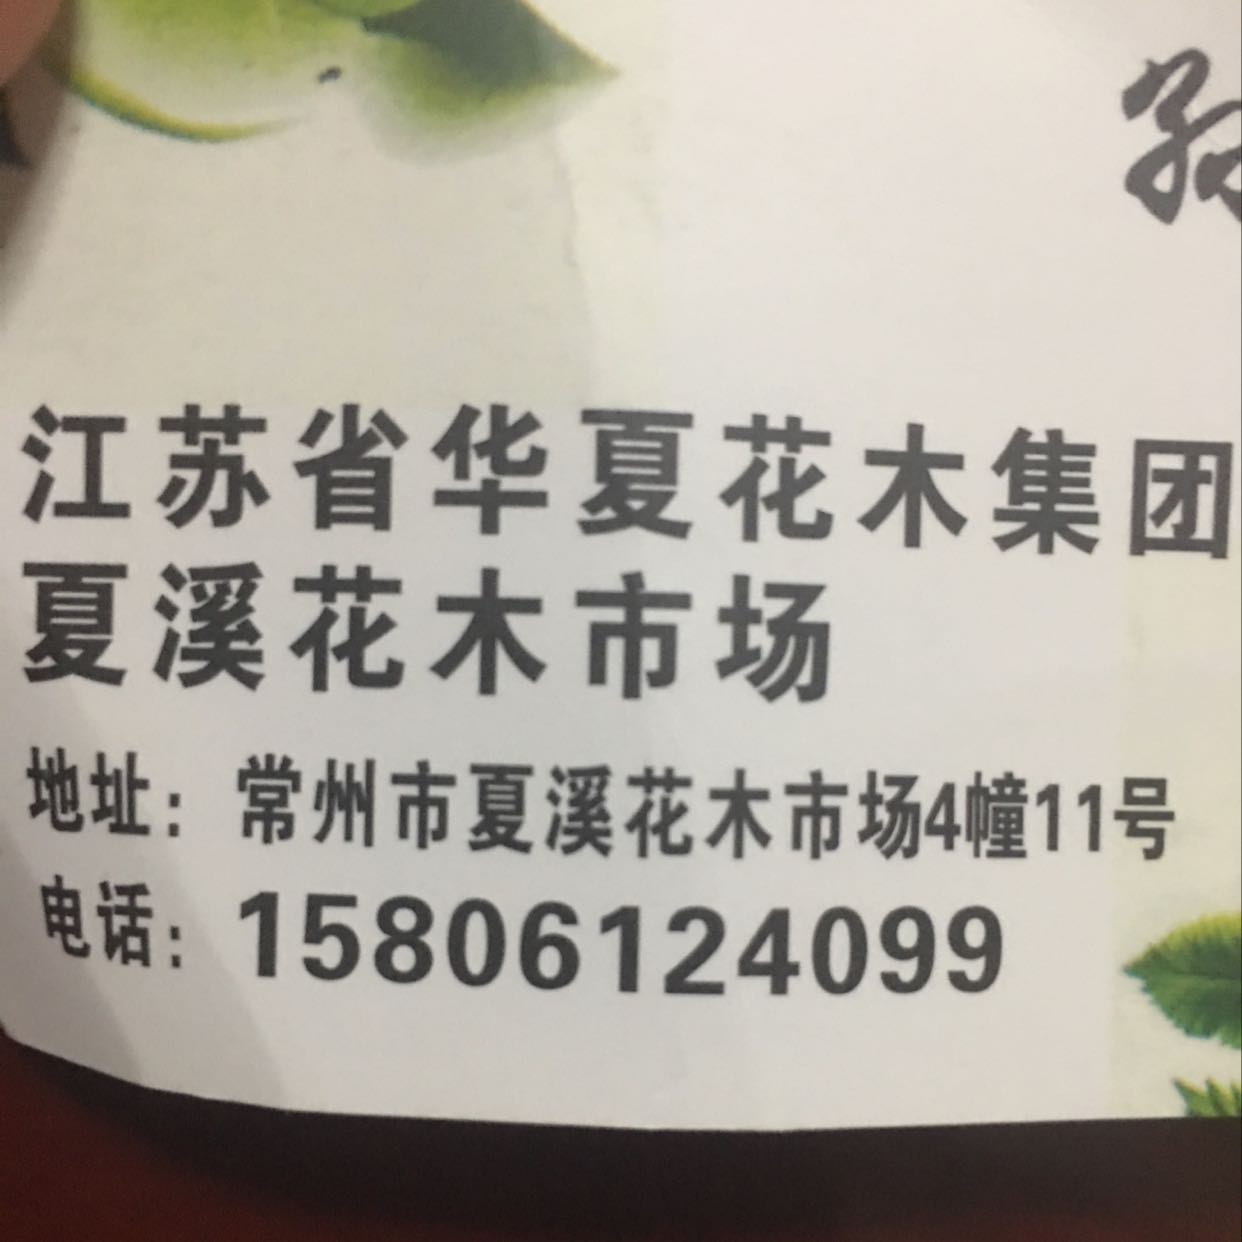 江苏省华夏花木集团
夏溪花木市场
地址：常州市夏溪花木市场4幢11号
电话：15806124099